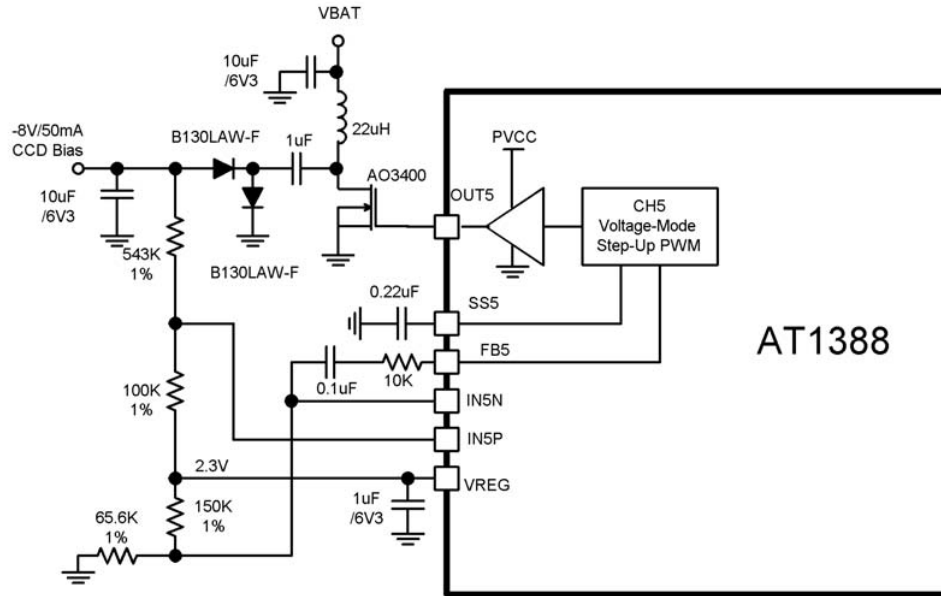 VBAT
10uF
/6V3
22uH
-8V/50mA
CCD Bias
B130LAW-F
1uF
AO3400
10uF
/6V3
B130LAW-F
543K
1%
PVCC
OUT5
CH5
Voltage-Mode
Step-Up PWM
0.22uF
SS5
FB5
0.1uF
10K
IN5N
IN5P
AT1388
100K
1%
2.3V
VREG
1uF
/6V3
150K
1%
65.6K
1%